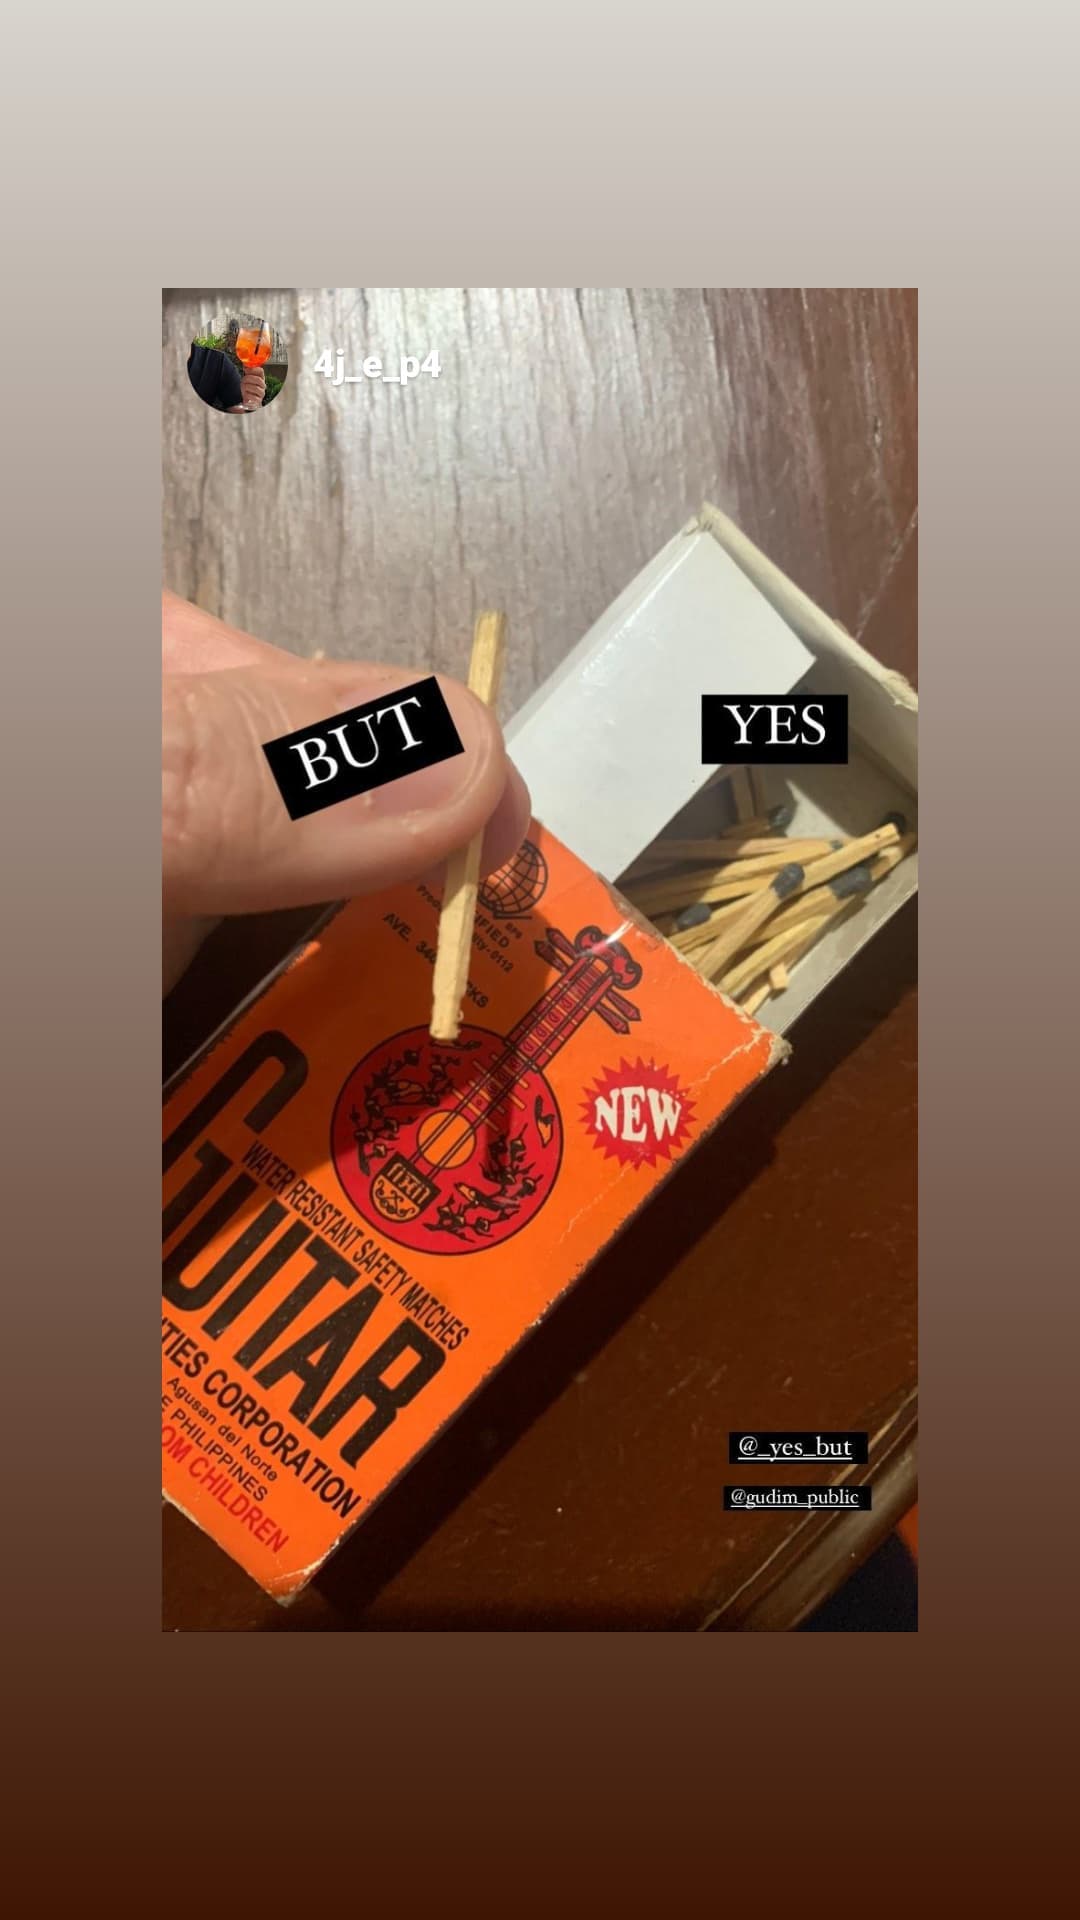 4j_e_p4
BUT
YES
AVE.
NEW
GUITAR
WATER RESISTANT SAFETY MATCHES
CORPORATION
Agusan del Norte
PHILIPPINES
CHILDREN
@_yes_but
@gudim_public